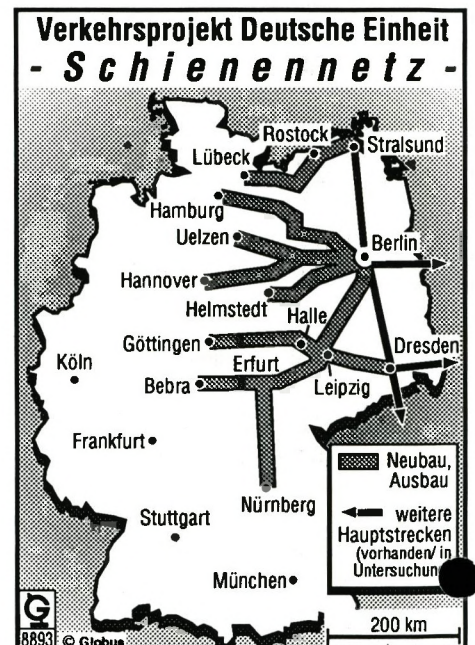 Verkehrsprojekt Deutsche Einheit
- Schienennetz -
Rostock
Stralsund
Lübeck
Hamburg
Uelzen
Berlin
Hannover
Helmstedt
Halle
Göttingen
Dresden
Köln
Erfurt
Leipzig
Bebra
Frankfurt
Neubau,
Ausbau
Nürnberg
weitere
Hauptstrecken
(vorhanden/ in
Stuttgart
München
200 km
8893 © Globus